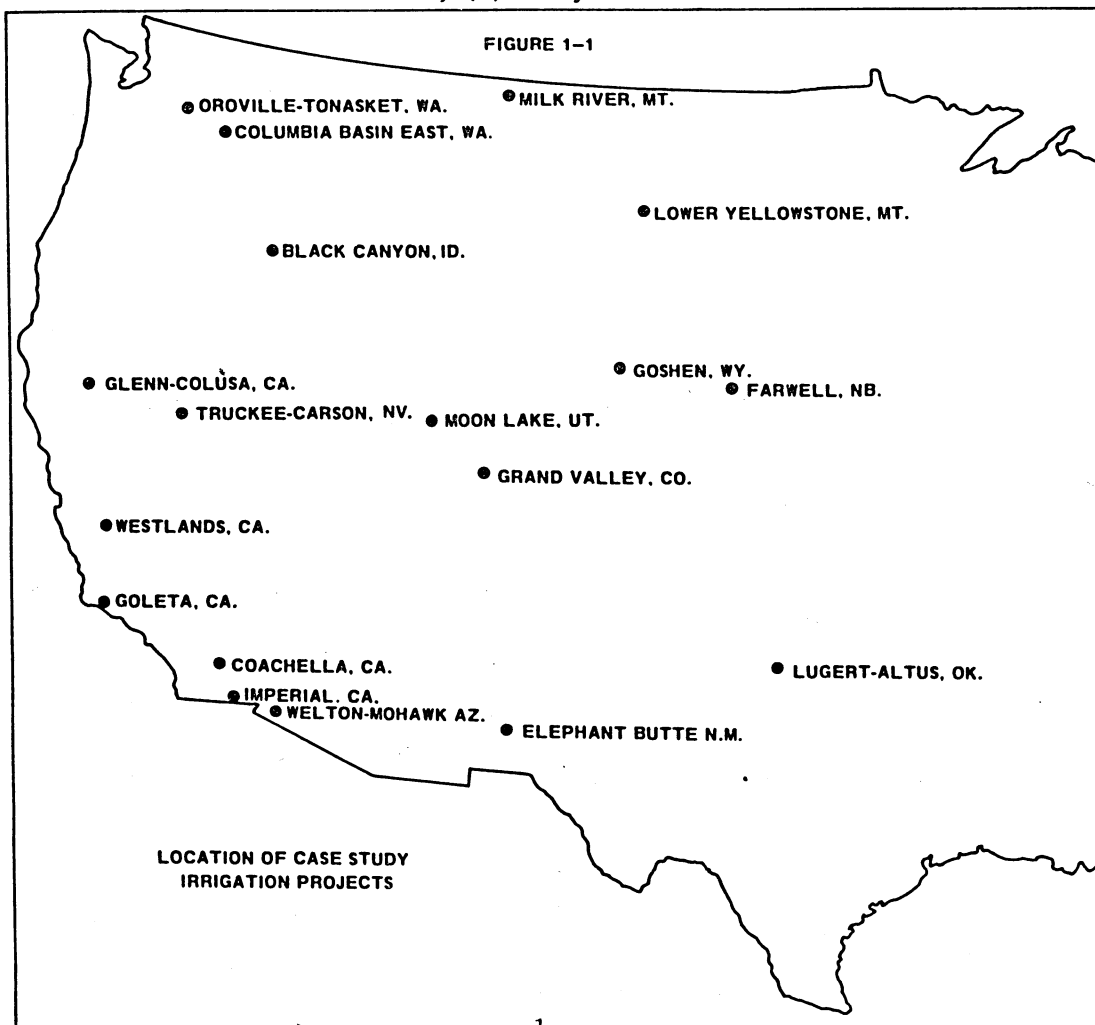 FIGURE 1–1
OROVILLE-TONASKET, WA.
MILK RIVER, MT.
COLUMBIA BASIN EAST, WA.
LOWER YELLOWSTONE, MT.
BLACK CANYON, ID.
GOSHEN, WY.
GLENN-COLUSA, CA.
FARWELL, NB.
TRUCKEE-CARSON, NV.
MOON LAKE, UT.
GRAND VALLEY, CO.
WESTLANDS, CA.
GOLETA, CA.
COACHELLA, CA.
LUGERT-ALTUS, OK.
IMPERIAL. CA.
WELTON-MOHAWK AZ.
ELEPHANT BUTTE N.M.
LOCATION OF CASE STUDY
IRRIGATION PROJECTS